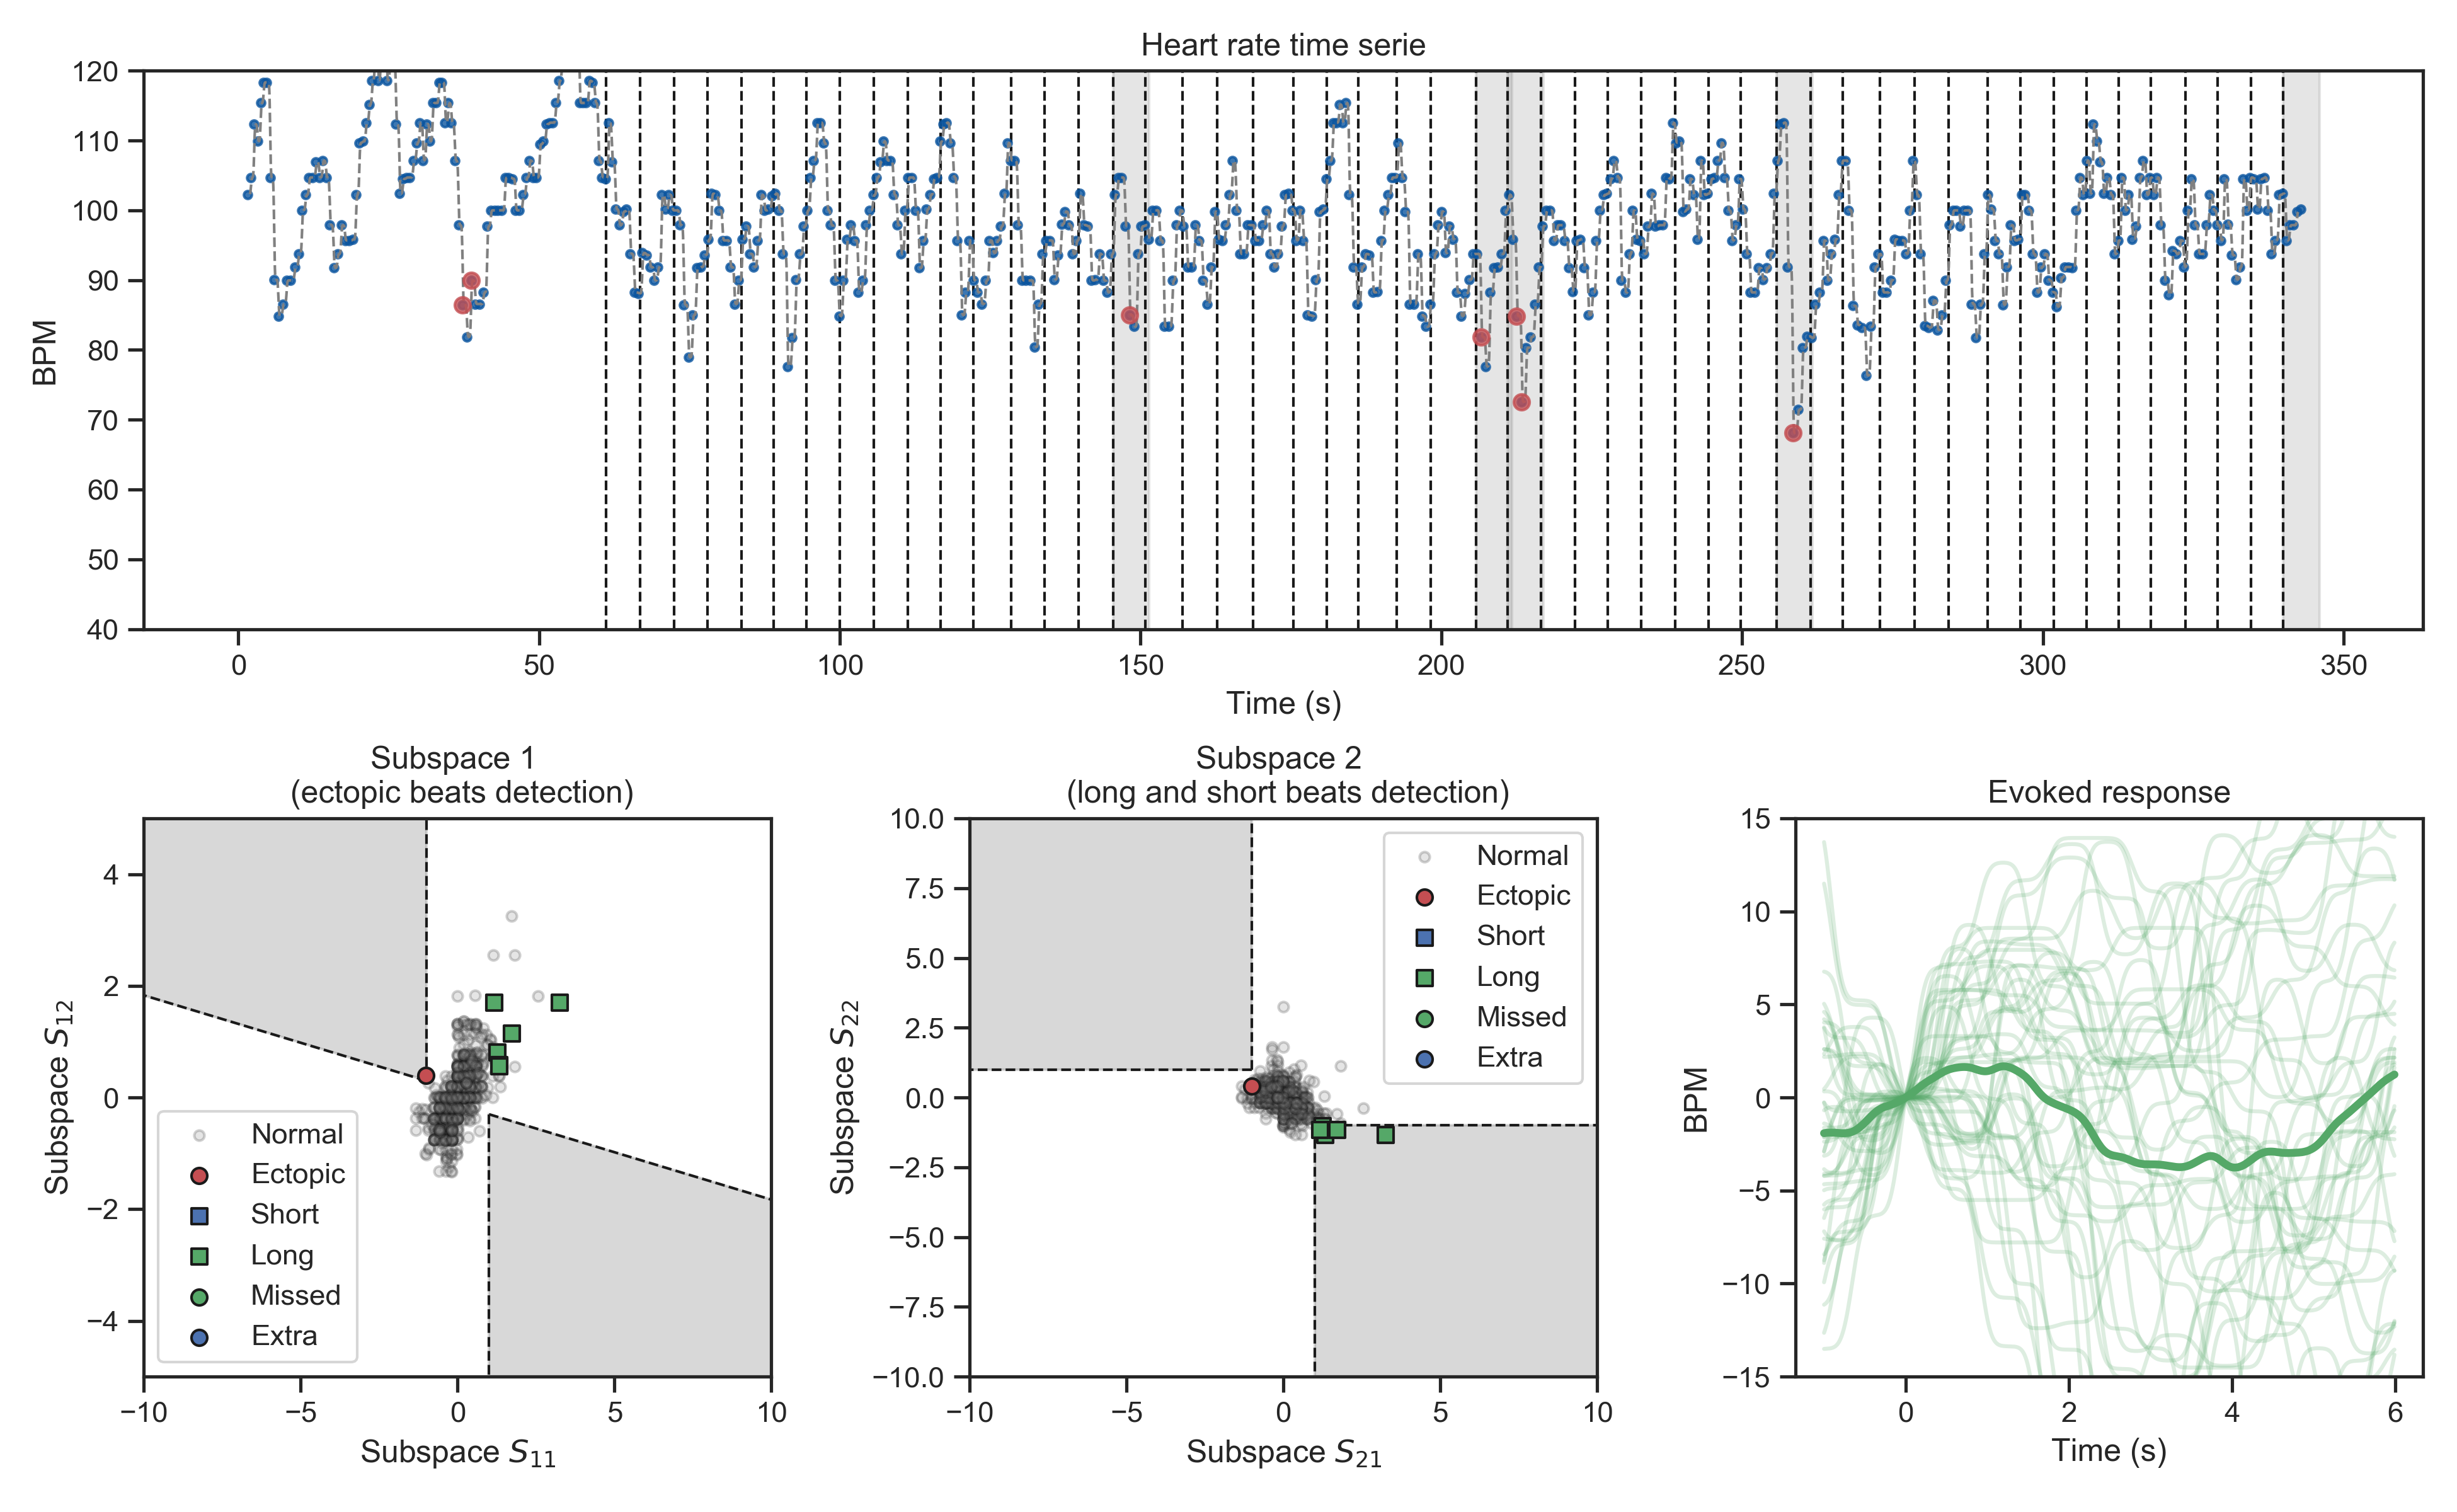 Heart rate time serie
120
110
100
90
80
70
60
50
40
BPM
0 50 100 150 200 250 300 350
Time (s)
Subspace 1
(ectopic beats detection)
4
2
0
−2
−4
Subspace S12
Normal
Ectopic
Short
Long
Missed
Extra
−10 −5 0 5 10
Subspace S11
Subspace 2
(long and short beats detection)
10.0
7.5
5.0
2.5
0.0
−2.5
−5.0
−7.5
−10.0
Subspace S22
Normal
Ectopic
Short
Long
Missed
Extra
−10 −5 0 5 10
Subspace S21
Evoked response
15
10
5
0
−5
−10
−15
BPM
0 2 4 6
Time (s)